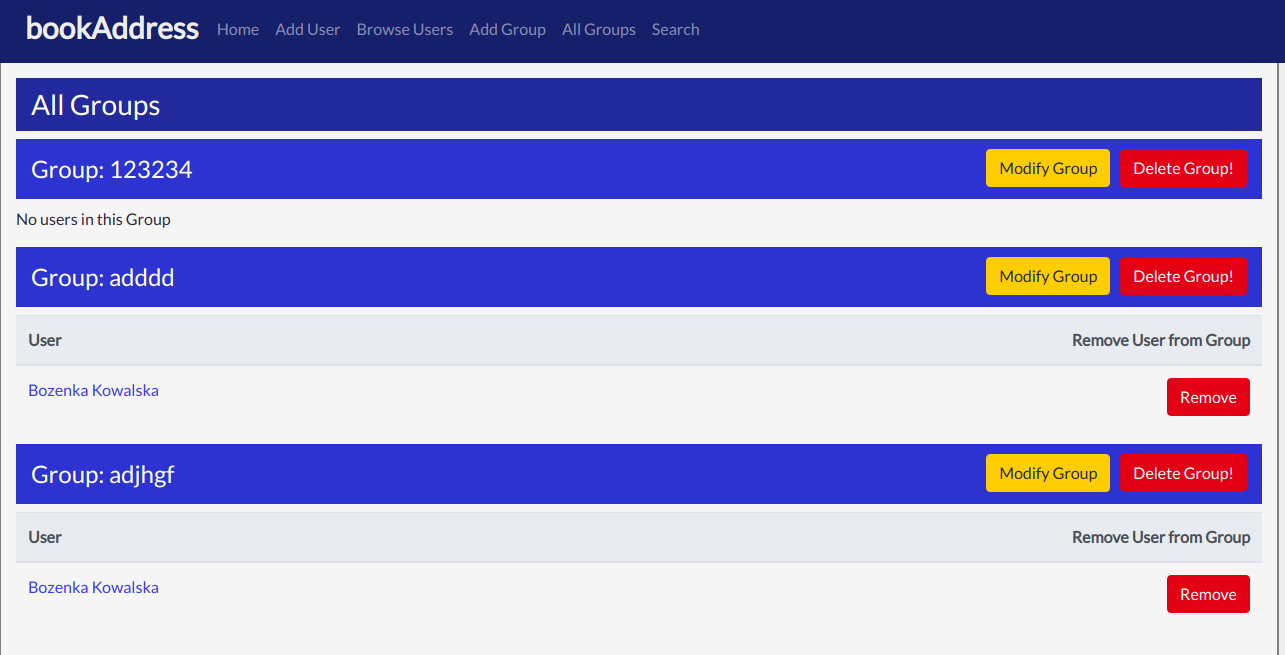 bookAddress Home Add User Browse Users Add Group All Groups Search
All Groups
Group: 123234 Modify Group Delete Group!
No users in this Group
Group: adddd Modify Group Delete Group!
User Remove User from Group
Bozenka Kowalska Remove
Group: adjhgf Modify Group Delete Group!
User Remove User from Group
Bozenka Kowalska Remove